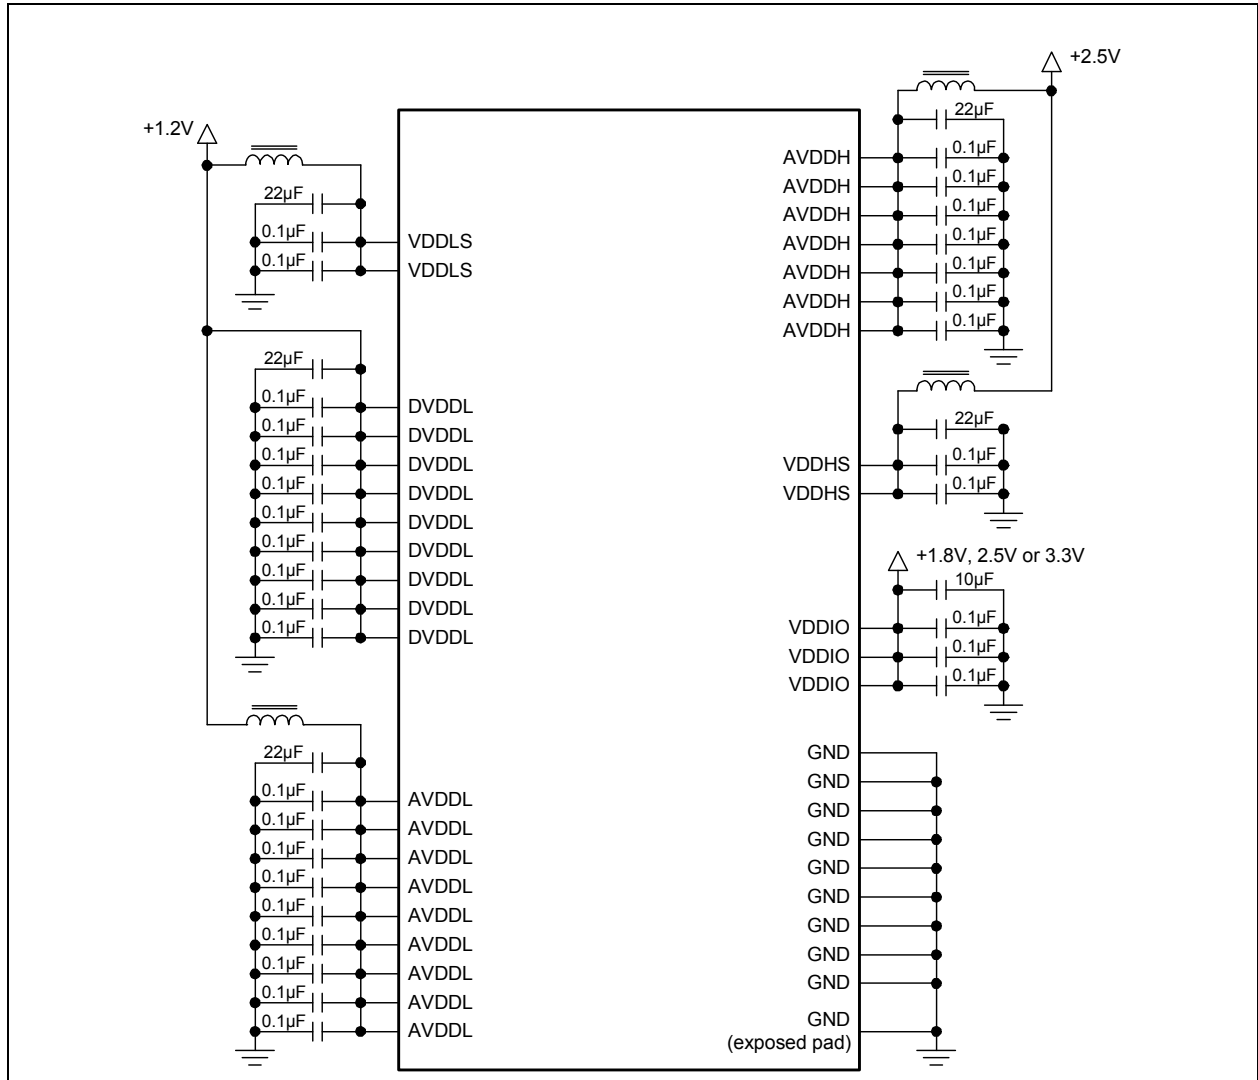 +1.2V
22µF
0.1µF
VDDLS
0.1µF
VDDLS
22µF
0.1µF
DVDDL
0.1µF
DVDDL
0.1µF
DVDDL
0.1µF
DVDDL
0.1µF
DVDDL
0.1µF
DVDDL
0.1µF
DVDDL
0.1µF
DVDDL
0.1µF
DVDDL
22µF
0.1µF
AVDDL
0.1µF
AVDDL
0.1µF
AVDDL
0.1µF
AVDDL
0.1µF
AVDDL
0.1µF
AVDDL
0.1µF
AVDDL
0.1µF
AVDDL
0.1µF
AVDDL
+2.5V
22µF
AVDDH
0.1µF
AVDDH
0.1µF
AVDDH
0.1µF
AVDDH
0.1µF
AVDDH
0.1µF
AVDDH
0.1µF
AVDDH
0.1µF
22µF
VDDHS
0.1µF
VDDHS
0.1µF
+1.8V, 2.5V or 3.3V
10µF
VDDIO
0.1µF
VDDIO
0.1µF
VDDIO
0.1µF
GND
GND
GND
GND
GND
GND
GND
GND
GND
GND
(exposed pad)